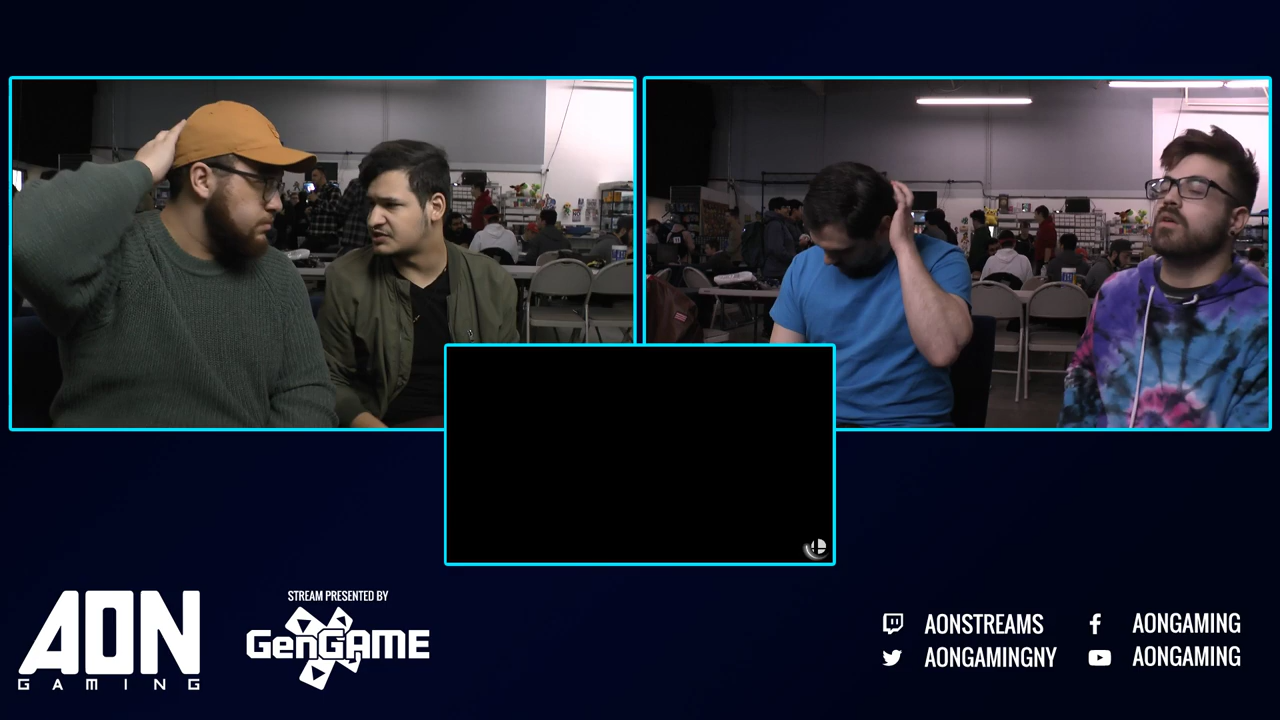 AON
GAMING
STREAM PRESENTED BY
GenGAME
AONSTREAMS
AONGAMING
AONGAMINGNY
AONGAMING